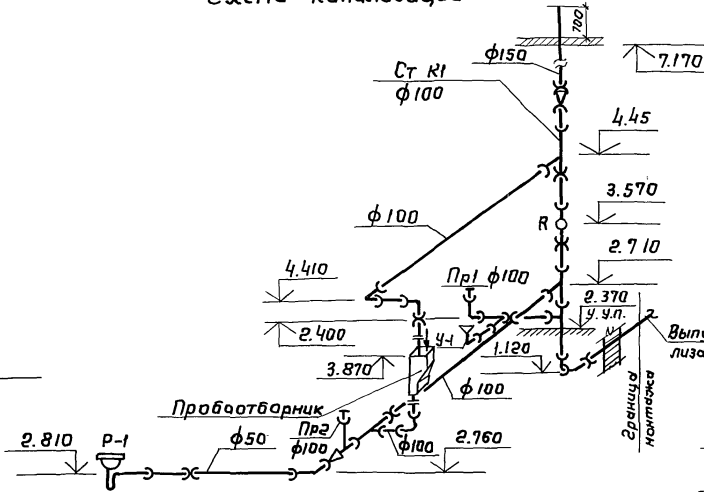 Схема канализации
700
7.170
ф150
Ст К1
ф100
4.45
3.570
R
ф100
2.710
4.410
Пр1 ф100
2.370
у.у.п.
2.400
У-1
1.120
3.870
ф100
Граница
монтажа
Пробоотборник
Пр2
ф100
ф100
2.810
Р-1
ф50
2.760